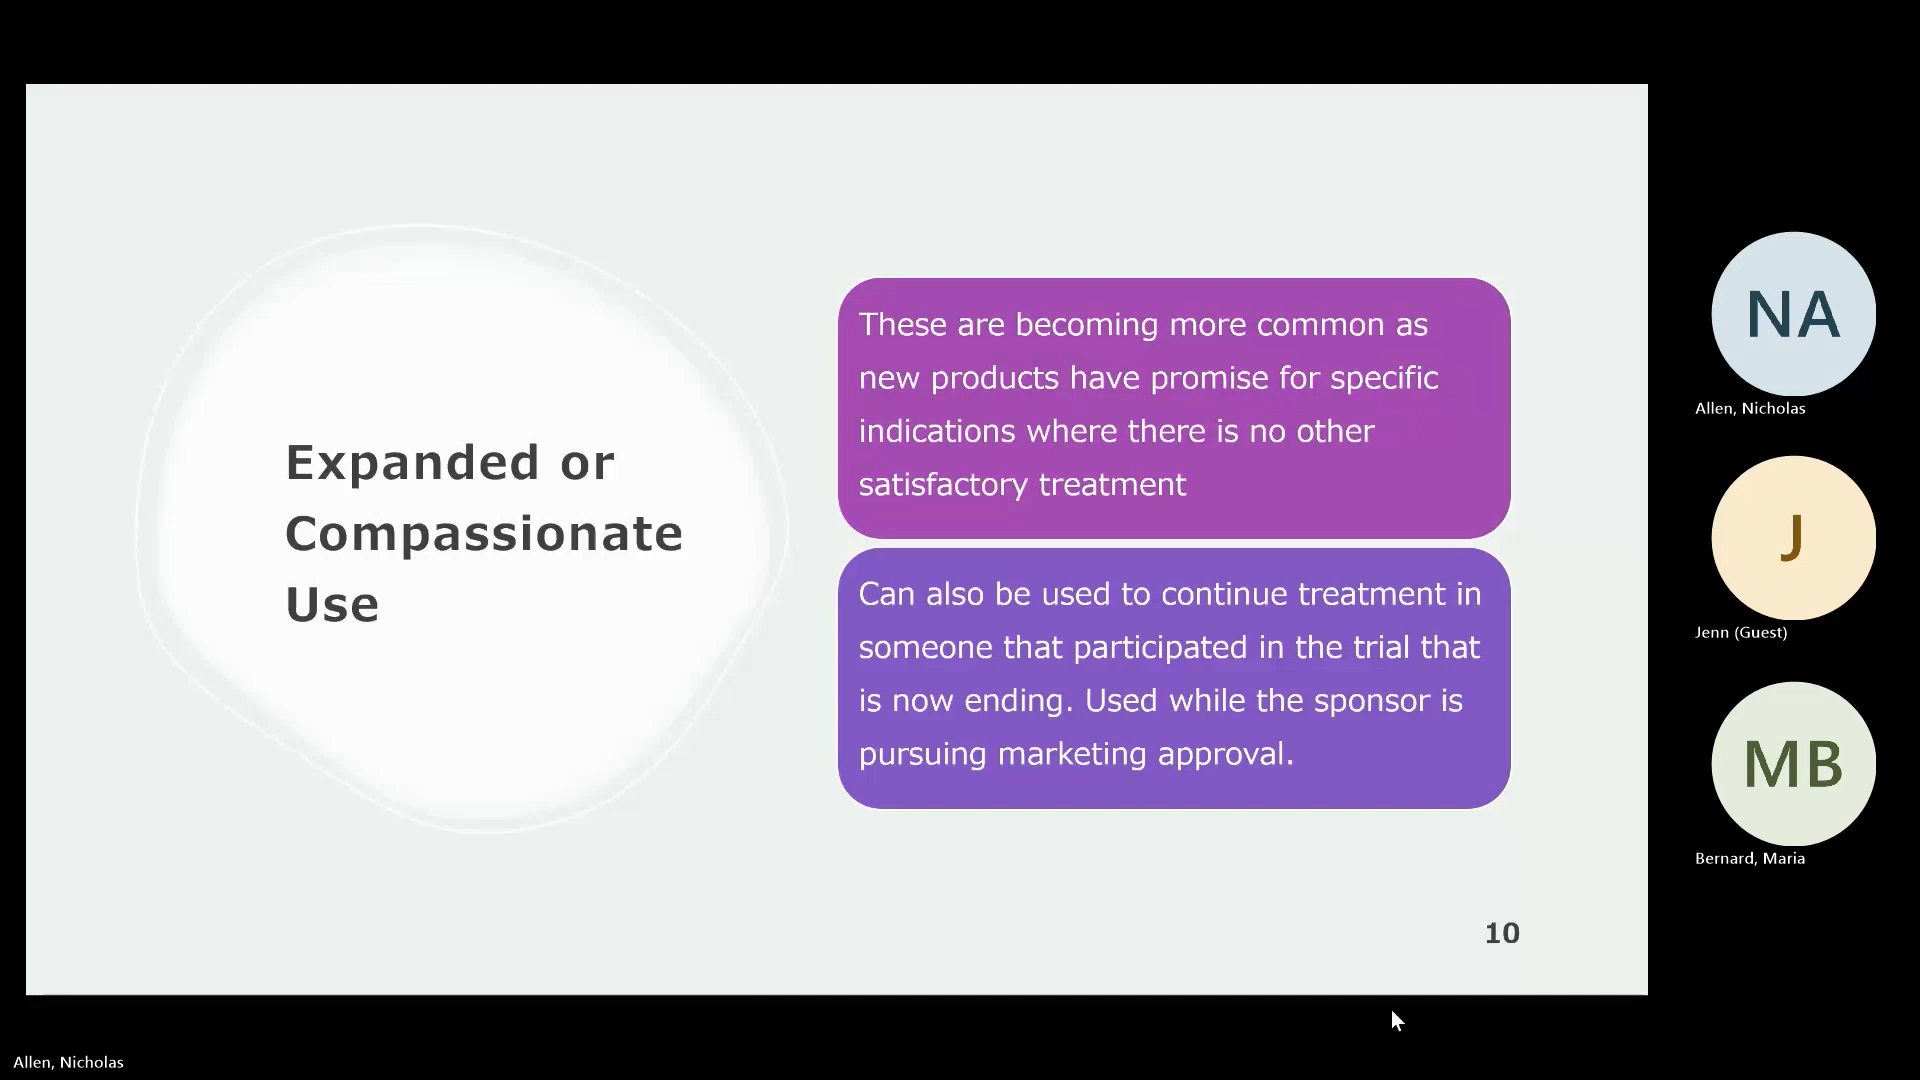 Expanded or
Compassionate
Use
These are becoming more common as
new products have promise for specific
indications where there is no other
satisfactory treatment
Can also be used to continue treatment in
someone that participated in the trial that
is now ending. Used while the sponsor is
pursuing marketing approval.
10
NA
Allen, Nicholas
J
Jenn (Guest)
MB
Bernard, Maria
Allen, Nicholas